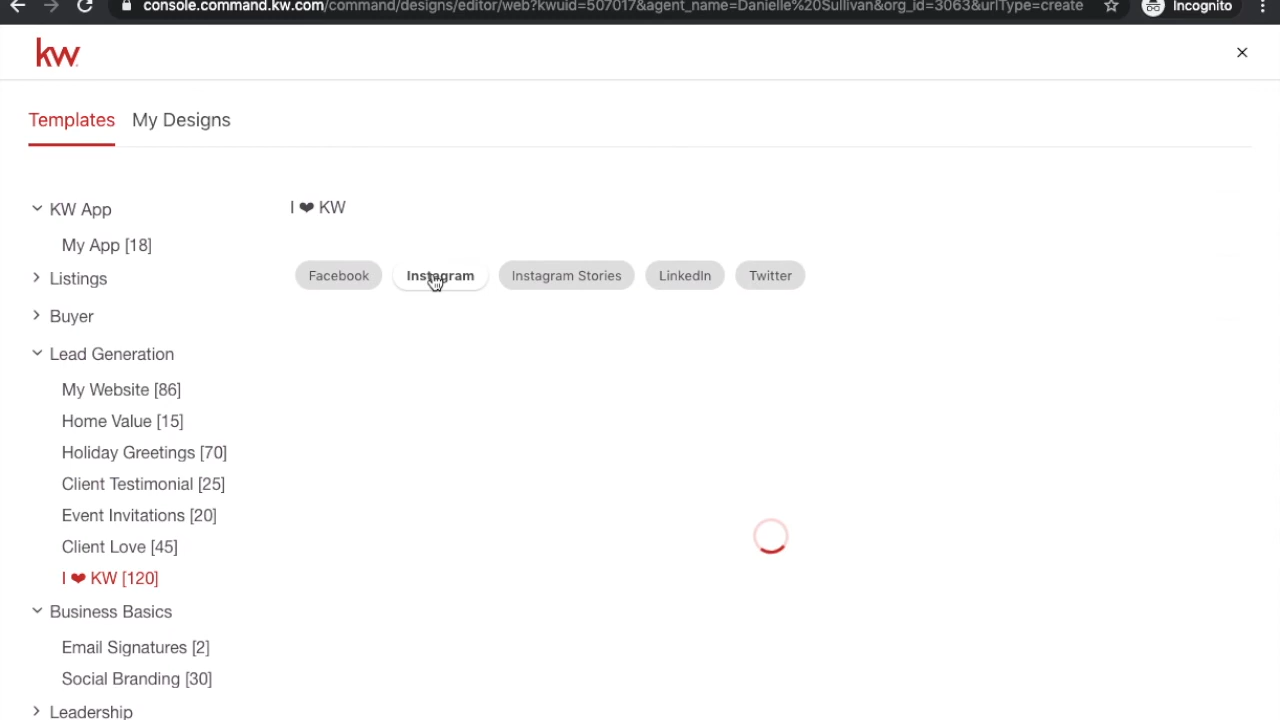 console.command.kw.com/command/designs/editor/web?kwuid=507017&agent_name=Danielle%20Sullivan&org_id=3063&urlType=create
Incognito
kw
Templates My Designs
KW App
My App [18]
Listings
Buyer
Lead Generation
My Website [86]
Home Value [15]
Holiday Greetings [70]
Client Testimonial [25]
Event Invitations [20]
Client Love [45]
I ❤ KW [120]
Business Basics
Email Signatures [2]
Social Branding [30]
Leadership
I ❤ KW
Facebook Instagram Instagram Stories LinkedIn Twitter